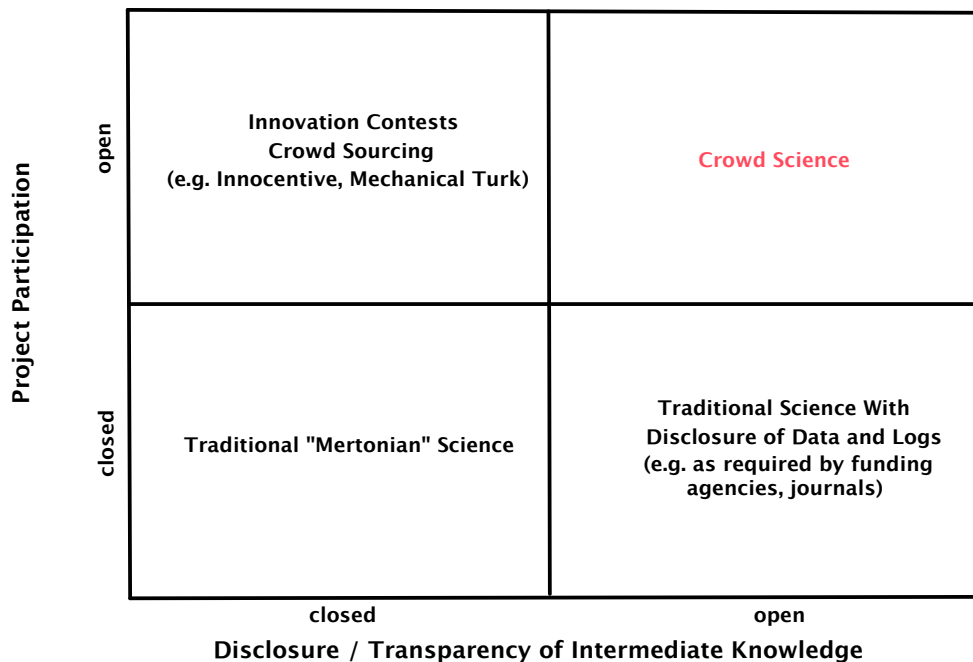 Project Participation
open
closed
Innovation Contests
Crowd Sourcing
(e.g. Innocentive, Mechanical Turk)
Crowd Science
Traditional "Mertonian" Science
Traditional Science With
Disclosure of Data and Logs
(e.g. as required by funding
agencies, journals)
closed
open
Disclosure / Transparency of Intermediate Knowledge